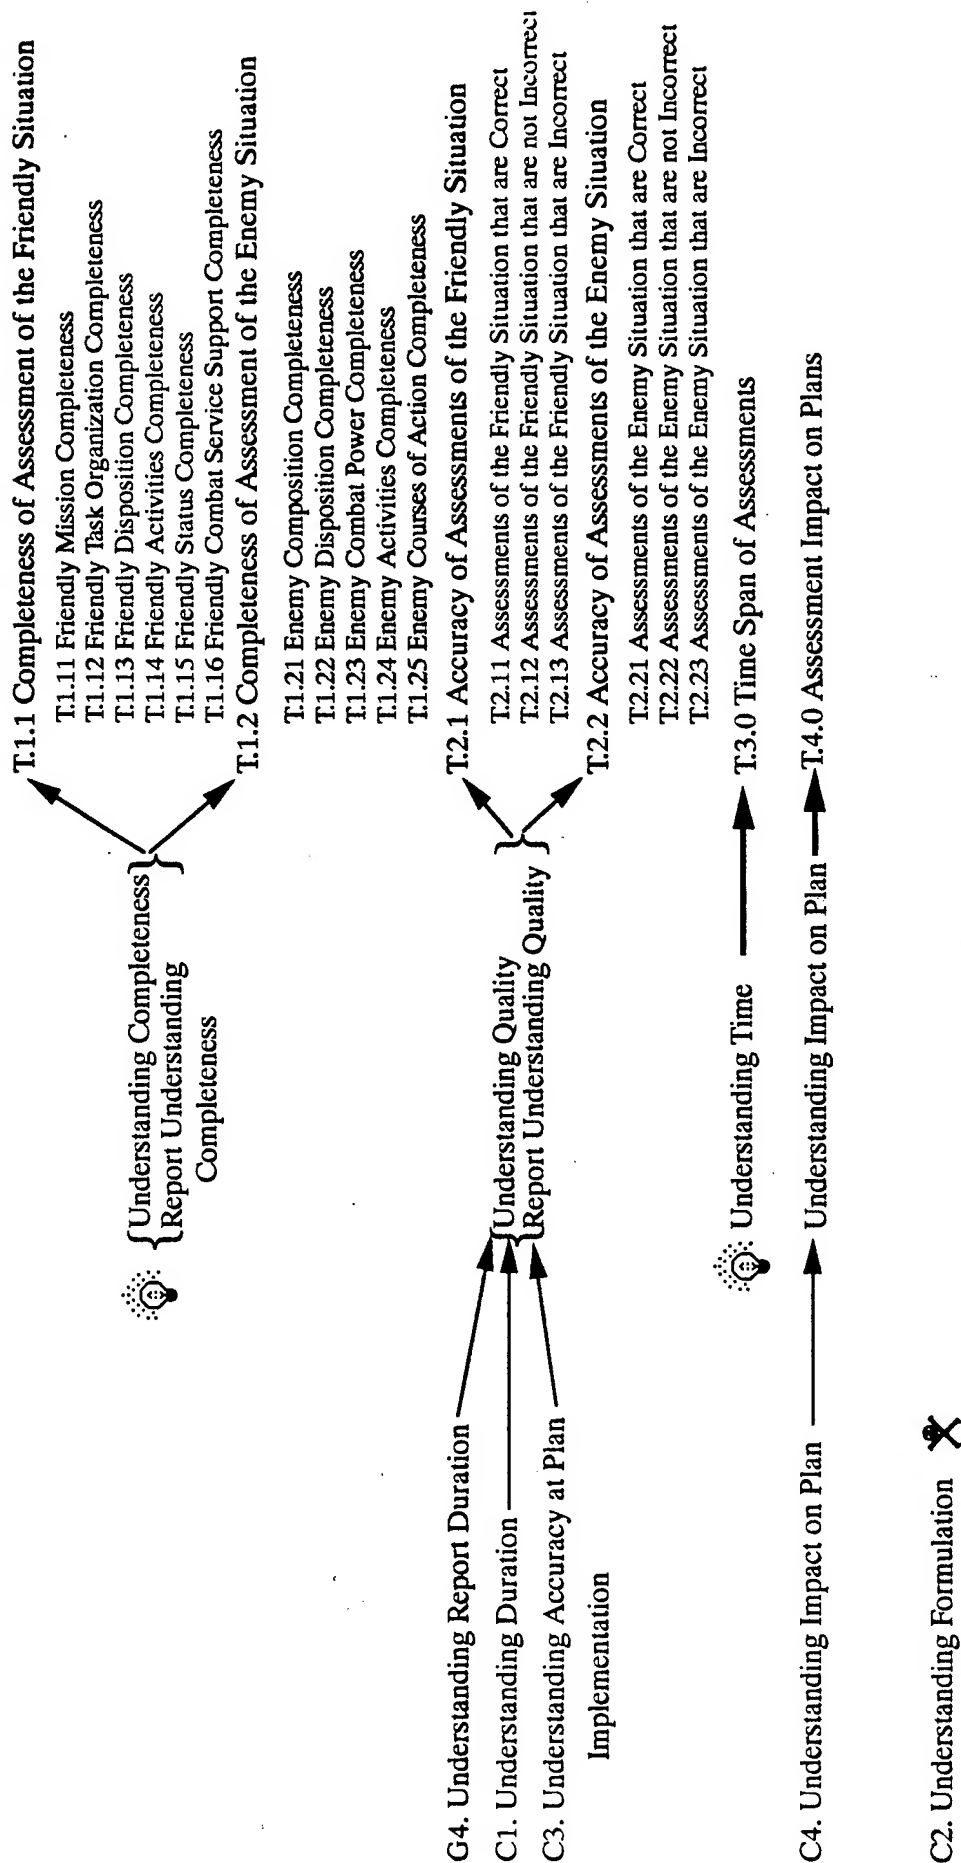 G4. Understanding Report Duration
C1. Understanding Duration
C3. Understanding Accuracy at Plan
Implementation
C4. Understanding Impact on Plan
C2. Understanding Formulation
{Understanding Completeness}
{Report Understanding }
Completeness
{Understanding Quality }
{Report Understanding Quality}
Understanding Time
Understanding Impact on Plan
T.1.1 Completeness of Assessment of the Friendly Situation
T.1.11 Friendly Mission Completeness
T.1.12 Friendly Task Organization Completeness
T.1.13 Friendly Disposition Completeness
T.1.14 Friendly Activities Completeness
T.1.15 Friendly Status Completeness
T.1.16 Friendly Combat Service Support Completeness
T.1.2 Completeness of Assessment of the Enemy Situation
T.1.21 Enemy Composition Completeness
T.1.22 Enemy Disposition Completeness
T.1.23 Enemy Combat Power Completeness
T.1.24 Enemy Activities Completeness
T.1.25 Enemy Courses of Action Completeness
T.2.1 Accuracy of Assessments of the Friendly Situation
T2.11 Assessments of the Friendly Situation that are Correct
T2.12 Assessments of the Friendly Situation that are not Incorrect
T2.13 Assessments of the Friendly Situation that are Incorrect
T.2.2 Accuracy of Assessments of the Enemy Situation
T2.21 Assessments of the Enemy Situation that are Correct
T2.22 Assessments of the Enemy Situation that are not Incorrect
T2.23 Assessments of the Enemy Situation that are Incorrect
T.3.0 Time Span of Assessments
T.4.0 Assessment Impact on Plans